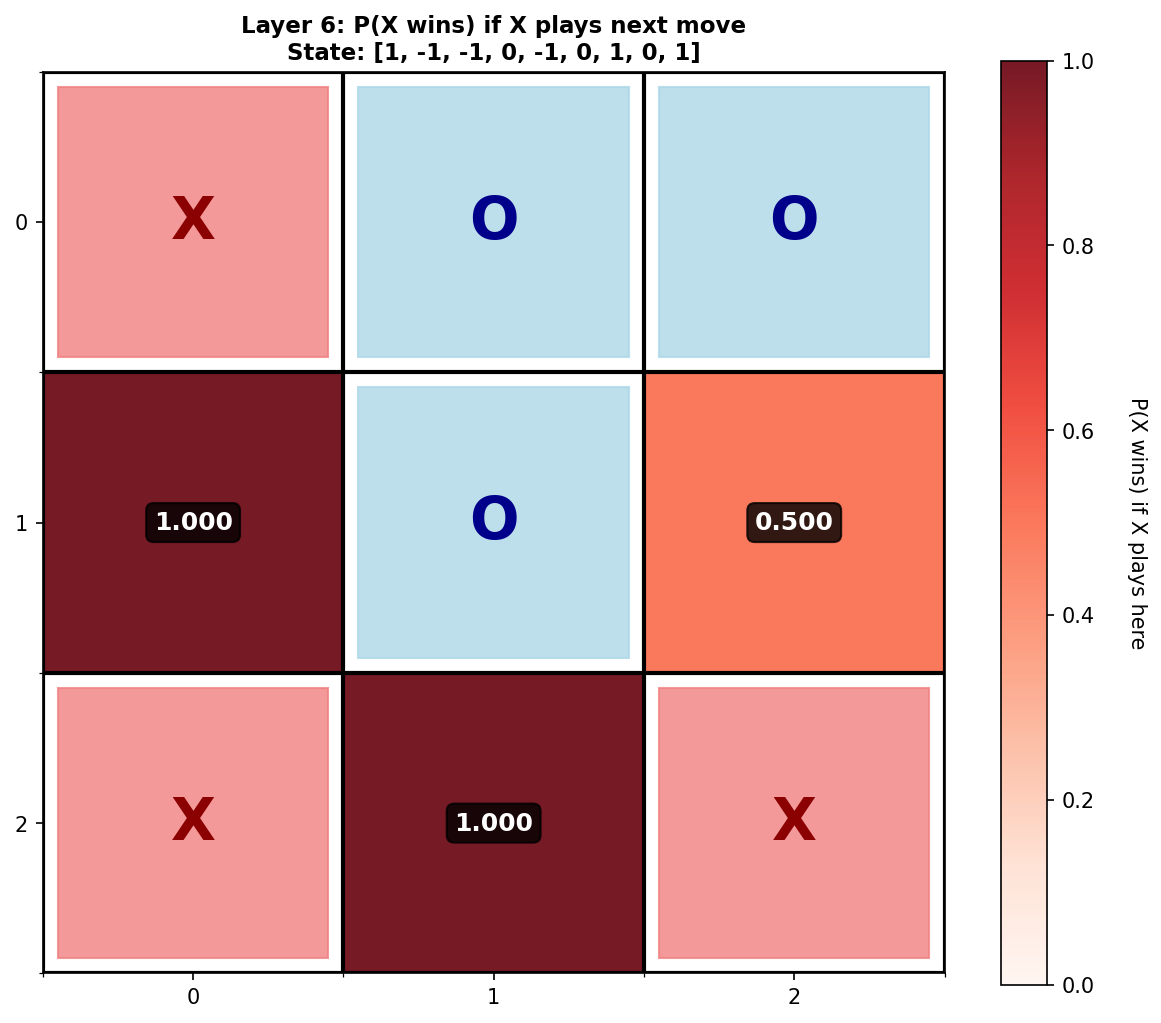 Layer 6: P(X wins) if X plays next move
State: [1, -1, -1, 0, -1, 0, 1, 0, 1]
0
X
O
O
1
1.000
O
0.500
2
X
1.000
X
0
1
2
1.0
0.8
0.6
0.4
0.2
0.0
P(X wins) if X plays here